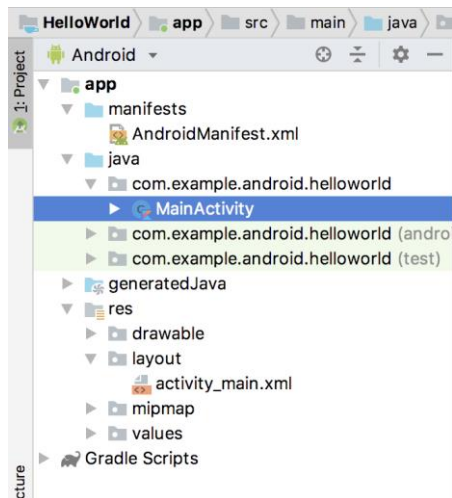 HelloWorld app src main java
1: Project
Android
app
manifests
AndroidManifest.xml
java
com.example.android.helloworld
MainActivity
com.example.android.helloworld (andro
com.example.android.helloworld (test)
generatedJava
res
drawable
layout
activity_main.xml
mipmap
values
Gradle Scripts
cture